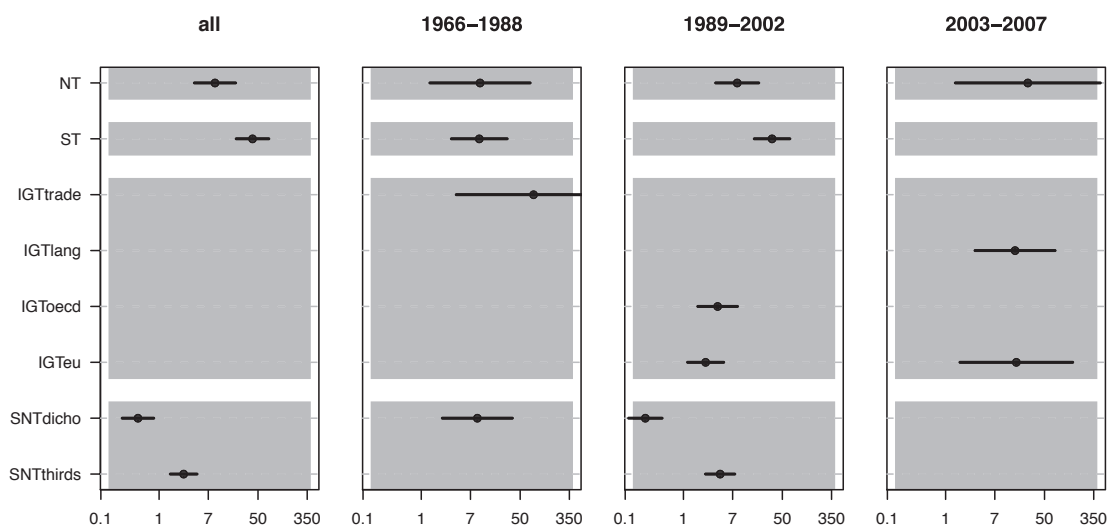 all 1966–1988 1989–2002 2003–2007
NT
ST
IGTtrade
IGTlang
IGToecd
IGTeu
SNTdicho
SNTthirds
0.1 1 7 50 350 0.1 1 7 50 350 0.1 1 7 50 350 0.1 1 7 50 350